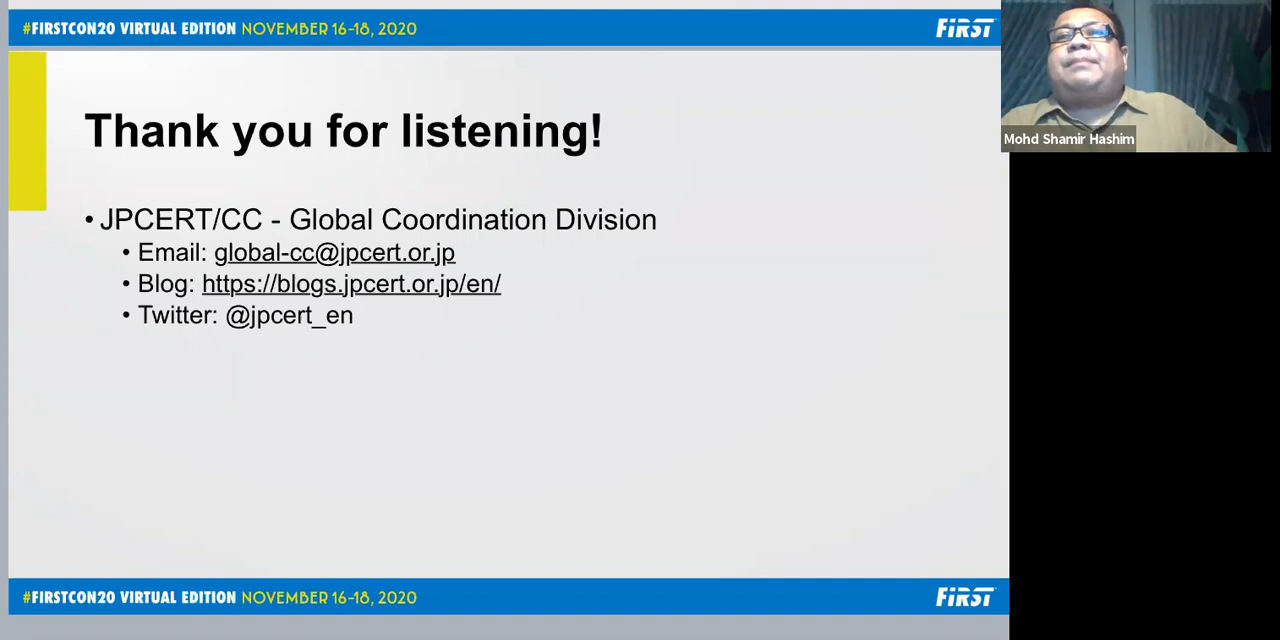 #FIRSTCON20 VIRTUAL EDITION NOVEMBER 16-18, 2020
FIRST
Mohd Shamir Hashim
Thank you for listening!
• JPCERT/CC - Global Coordination Division
• Email: global-cc@jpcert.or.jp
• Blog: https://blogs.jpcert.or.jp/en/
• Twitter: @jpcert_en
#FIRSTCON20 VIRTUAL EDITION NOVEMBER 16-18, 2020
FIRST